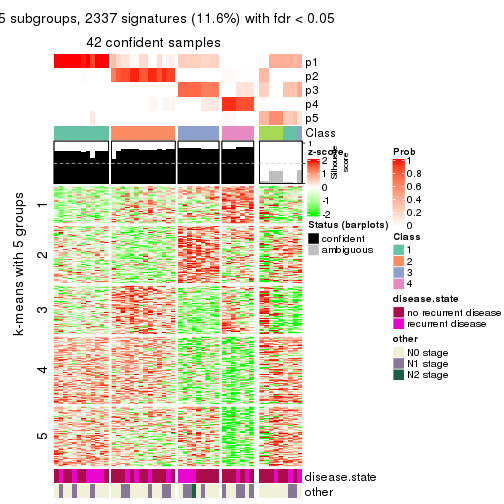 5 subgroups, 2337 signatures (11.6%) with fdr < 0.05
42 confident samples
p1
p2
p3
p4
p5
Class
1
Silhouette
score
k-means with 5 groups
1
2
3
4
5
disease.state
other
z-score
2
1
0
-1
-2
Status (barplots)
confident
ambiguous
Prob
1
0.8
0.6
0.4
0.2
0
Class
1
2
3
4
disease.state
no recurrent disease
recurrent disease
other
N0 stage
N1 stage
N2 stage